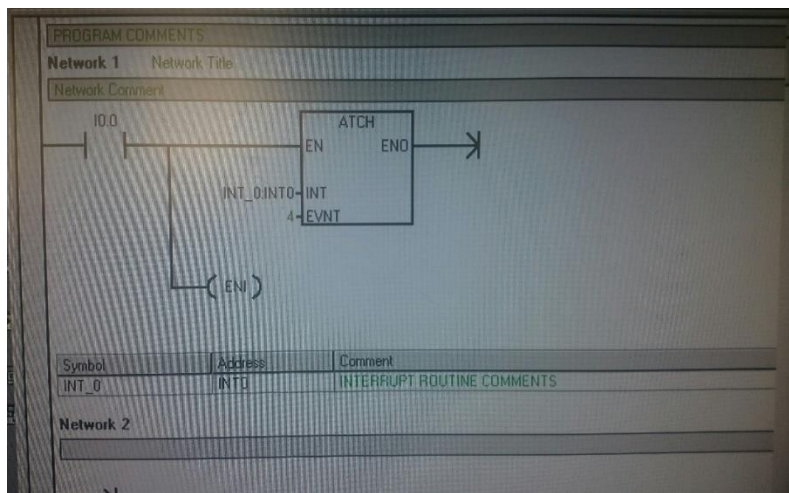 PROGRAM COMMENTS
Network 1 Network Title
Network Comment
I0.0
ATCH
EN ENO
INT_0:INT0 INT
4 EVNT
ENI
Symbol Address Comment
INT_0 INT0 INTERRUPT ROUTINE COMMENTS
Network 2